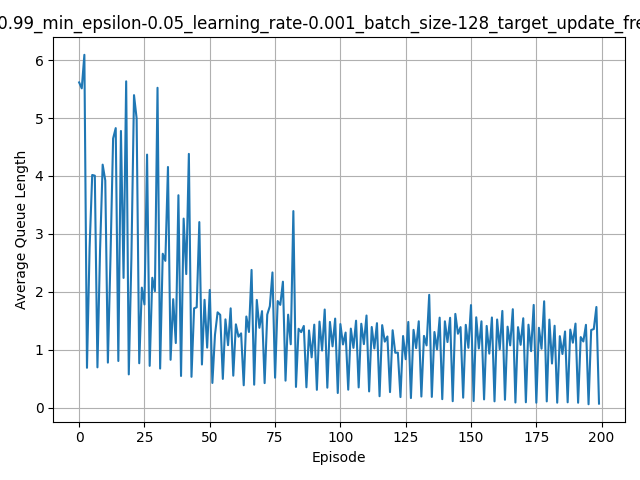 0.99_min_epsilon-0.05_learning_rate-0.001_batch_size-128_target_update_fre
6
5
4
3
2
1
0
Average Queue Length
0 25 50 75 100 125 150 175 200
Episode